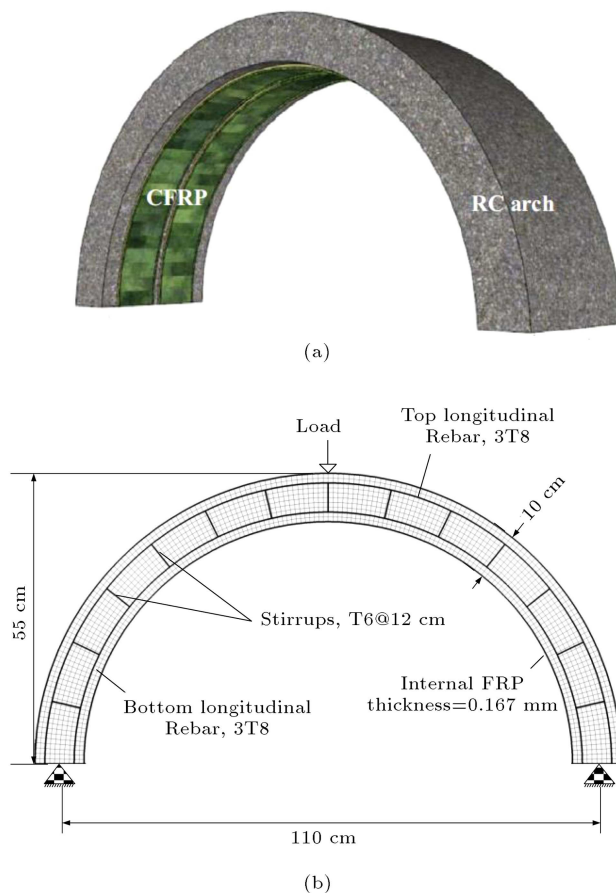 CFRP
RC arch
(a)
Top longitudinal
Rebar, 3T8
Load
10 cm
55 cm
Stirrups, T6@12 cm
Internal FRP
thickness=0.167 mm
Bottom longitudinal
Rebar, 3T8
110 cm
(b)